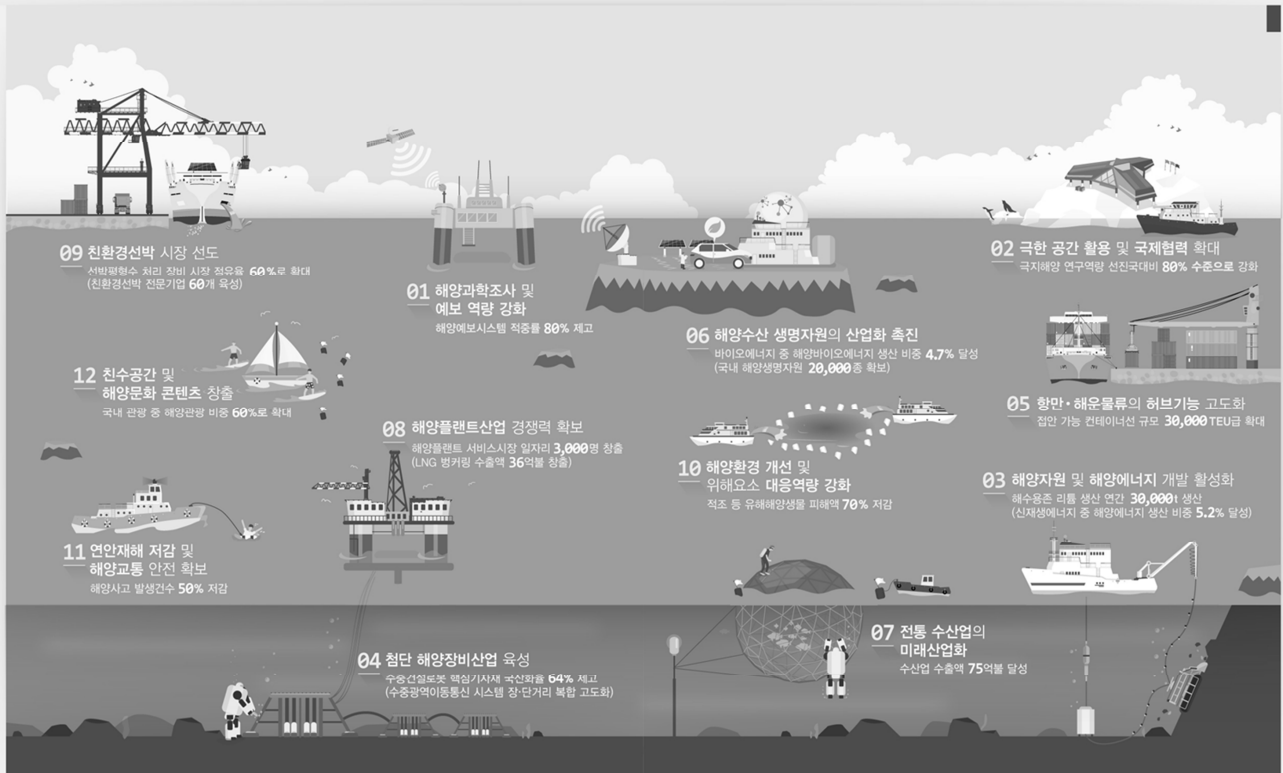 01 해양과학조사 및
예보 역량 강화
해양예보시스템 적중률 80% 제고
02 극한 공간 활용 및 국제협력 확대
극지해양 연구역량 선진국대비 80% 수준으로 강화
03 해양자원 및 해양에너지 개발 활성화
해수용존 리튬 생산 연간 30,000t 생산
(신재생에너지 중 해양에너지 생산 비중 5.2% 달성)
04 첨단 해양장비산업 육성
수중건설로봇 핵심기자재 국산화율 64% 제고
(수중광역이동통신 시스템 장·단거리 복합 고도화)
05 항만·해운물류의 허브기능 고도화
접안 가능 컨테이너선 규모 30,000TEU급 확대
06 해양수산 생명자원의 산업화 촉진
바이오에너지 중 해양바이오에너지 생산 비중 4.7% 달성
(국내 해양생명자원 20,000종 확보)
07 전통 수산업의
미래산업화
수산업 수출액 75억불 달성
08 해양플랜트산업 경쟁력 확보
해양플랜트 서비스시장 일자리 3,000명 창출
(LNG 벙커링 수출액 36억불 창출)
09 친환경선박 시장 선도
선박평형수 처리 장비 시장 점유율 60%로 확대
(친환경선박 전문기업 60개 육성)
10 해양환경 개선 및
위해요소 대응역량 강화
적조 등 유해해양생물 피해액 70% 저감
11 연안재해 저감 및
해양교통 안전 확보
해양사고 발생건수 50% 저감
12 친수공간 및
해양문화 콘텐츠 창출
국내 관광 중 해양관광 비중 60%로 확대